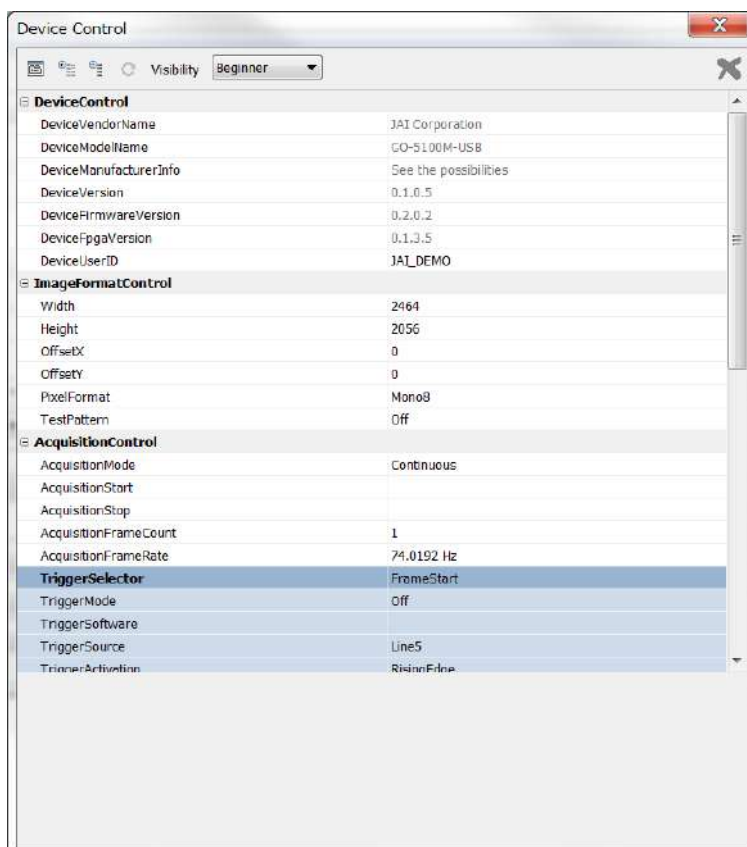 Device Control
Visibility Beginner
DeviceControl
DeviceVendorName JAI Corporation
DeviceModelName GO-5100M-USB
DeviceManufacturerInfo See the possibilities
DeviceVersion 0.1.0.5
DeviceFirmwareVersion 0.2.0.2
DeviceFpgaVersion 0.1.3.5
DeviceUserID JAI_DEMO
ImageFormatControl
Width 2464
Height 2056
OffsetX 0
OffsetY 0
PixelFormat Mono8
TestPattern Off
AcquisitionControl
AcquisitionMode Continuous
AcquisitionStart
AcquisitionStop
AcquisitionFrameCount 1
AcquisitionFrameRate 74.0192 Hz
TriggerSelector FrameStart
TriggerMode Off
TriggerSoftware
TriggerSource Line5
TriggerActivation RisingEdge